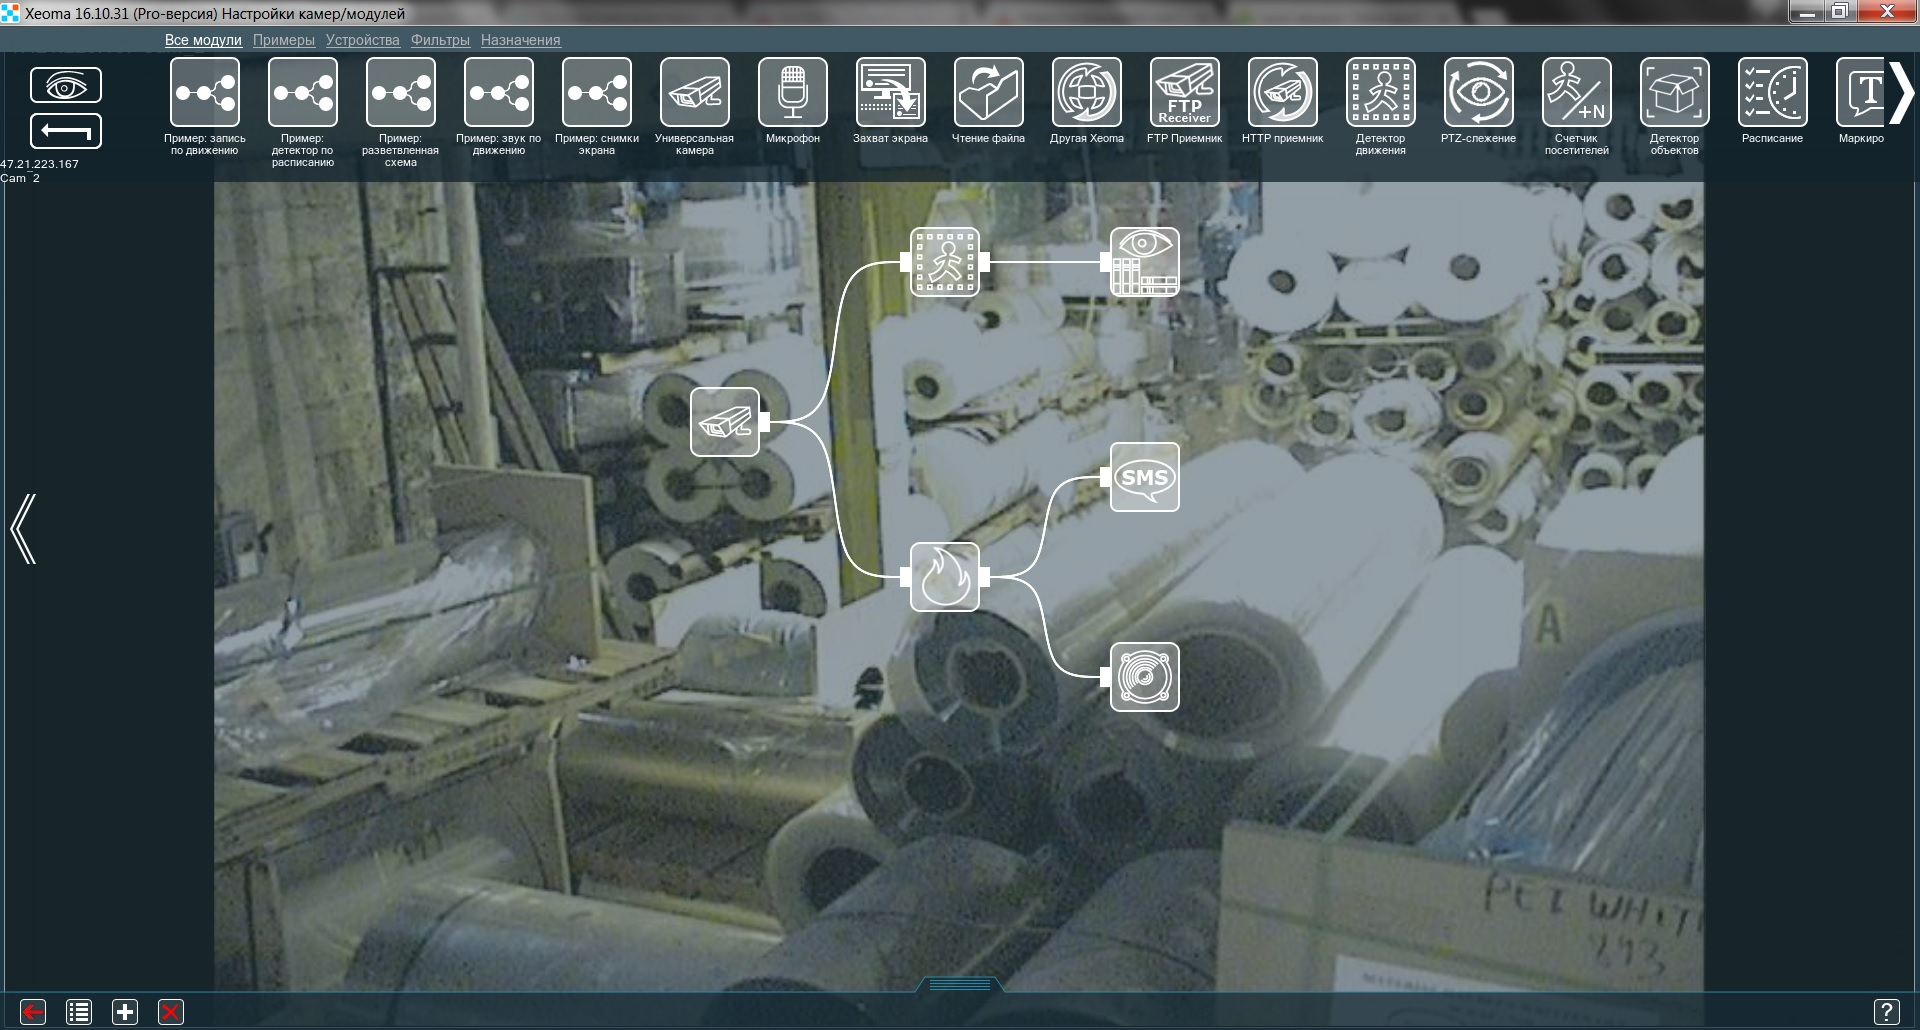 Xeoma 16.10.31 (Pro-версия) Настройки камер/модулей
Все модули Примеры Устройства Фильтры Назначения
FTP
Receiver
+N
T
Пример: запись по движению
Пример: детектор по расписанию
Пример: разветвленная схема
Пример: звук по движению
Пример: снимки экрана
Универсальная камера
Микрофон
Захват экрана
Чтение файла
Другая Xeoma
FTP Приемник
HTTP приемник
Детектор движения
PTZ-слежение
Счетчик посетителей
Детектор объектов
Расписание
Маркиро
47.21.223.167
Cam_2
SMS
A
PEZ WHIT
293
?